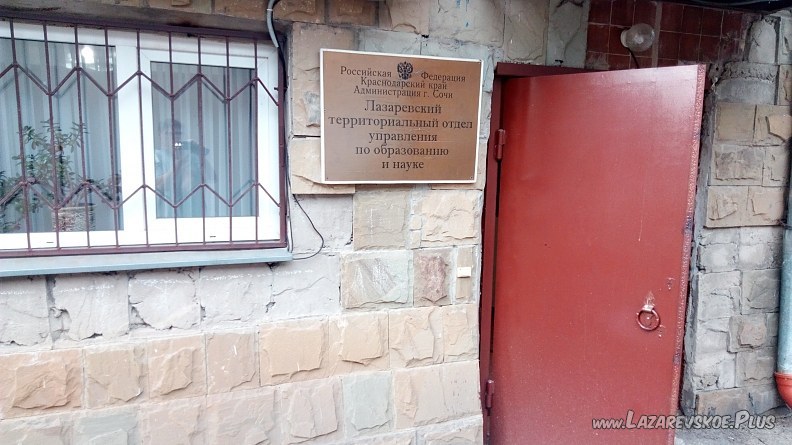 Российская Федерация
Краснодарский край
Администрация г. Сочи
Лазаревский
территориальный отдел
управления
по образованию
и науке
www.Lazarevskoe.Plus